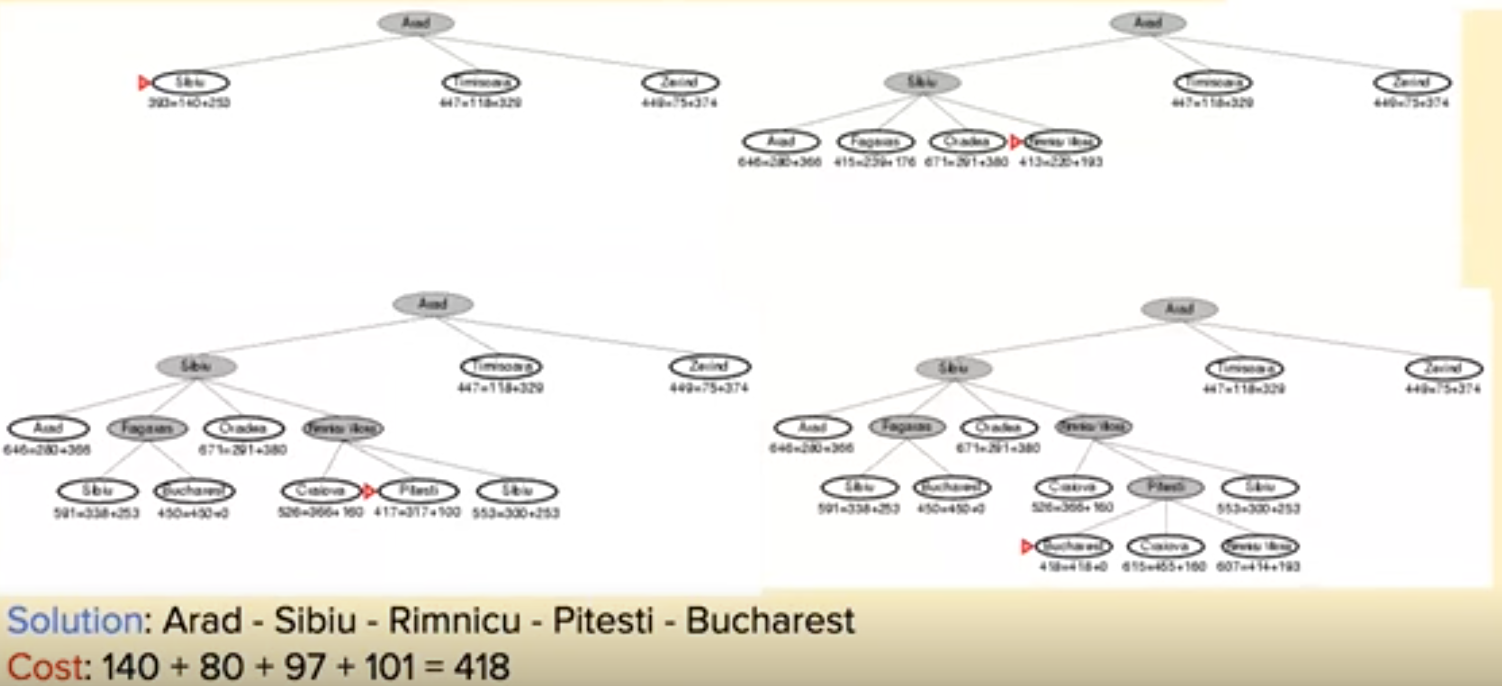 Arad
Sibiu Timisoara Zerind
393=140+253 447=118+329 449=75+374
Arad
Sibiu Timisoara Zerind
447=118+329 449=75+374
Arad Fagaras Oradea Rimnicu Vilcea
646=280+366 415=239+176 671=291+380 413=220+193
Arad
Sibiu Timisoara Zerind
447=118+329 449=75+374
Arad Fagaras Oradea Rimnicu Vilcea
646=280+366 671=291+380
Sibiu Bucharest Craiova Pitesti Sibiu
591=338+253 450=450+0 526=366+160 417=317+100 553=300+253
Arad
Sibiu Timisoara Zerind
447=118+329 449=75+374
Arad Fagaras Oradea Rimnicu Vilcea
646=280+366 671=291+380
Sibiu Bucharest Craiova Pitesti Sibiu
591=338+253 450=450+0 526=366+160 553=300+253
Bucharest Craiova Rimnicu Vilcea
418=418+0 615=455+160 607=414+193
Solution: Arad - Sibiu - Rimnicu - Pitesti - Bucharest
Cost: 140 + 80 + 97 + 101 = 418